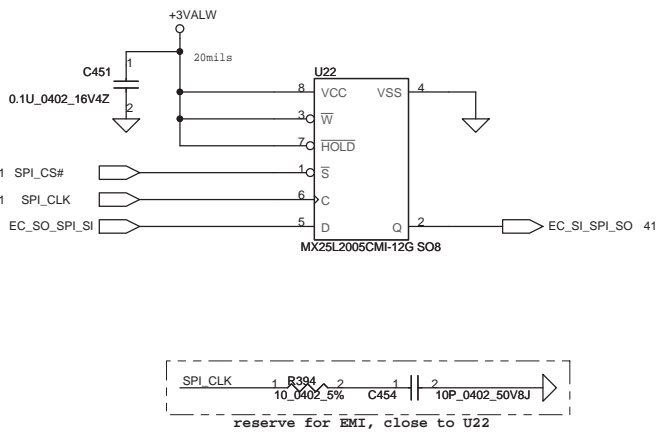 +3VALW
20mils
C451
1
2
0.1U_0402_16V4Z
U22
8 VCC VSS 4
3 W
7 HOLD
1 SPI_CS# 1 S
1 SPI_CLK 6 C
EC_SO_SPI_SI 5 D Q 2 EC_SI_SPI_SO 41
MX25L2005CMI-12G SO8
SPI_CLK 1 R394 2 C454 1 2
10_0402_5% 10P_0402_50V8J
reserve for EMI, close to U22